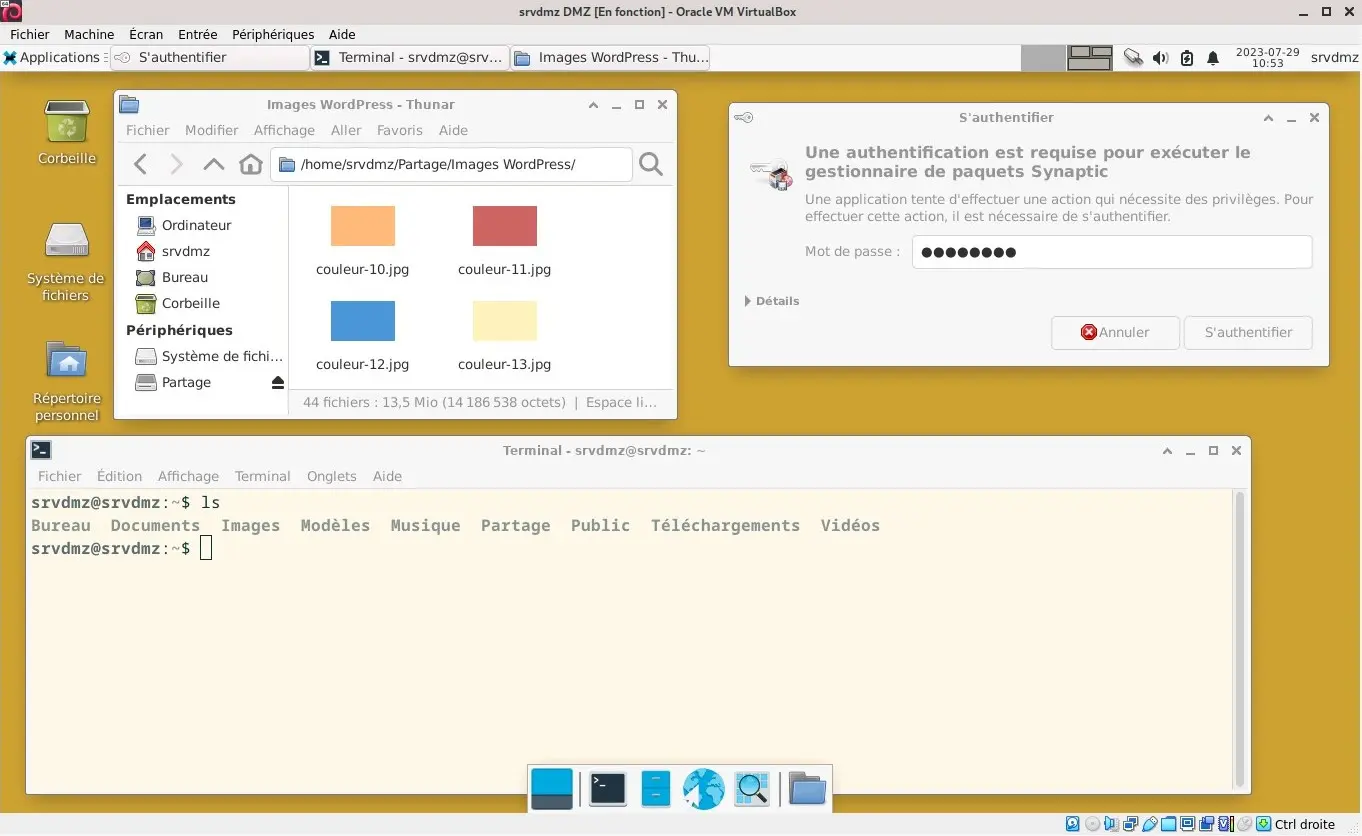 srvdmz DMZ [En fonction] - Oracle VM VirtualBox
Fichier Machine Écran Entrée Périphériques Aide
Applications S'authentifier Terminal - srvdmz@srv... Images WordPress - Thu... 2023-07-29 srvdmz
10:53
Corbeille
Système de
fichiers
Répertoire
personnel
Images WordPress - Thunar
Fichier Modifier Affichage Aller Favoris Aide
/home/srvdmz/Partage/Images WordPress/
Emplacements
Ordinateur
srvdmz
Bureau
Corbeille
Périphériques
Système de fichi...
Partage
couleur-10.jpg couleur-11.jpg
couleur-12.jpg couleur-13.jpg
44 fichiers : 13,5 Mio (14 186 538 octets) | Espace li...
S'authentifier
Une authentification est requise pour exécuter le
gestionnaire de paquets Synaptic
Une application tente d'effectuer une action qui nécessite des privilèges. Pour
effectuer cette action, il est nécessaire de s'authentifier.
Mot de passe : ●●●●●●●●
Détails
Annuler S'authentifier
Terminal - srvdmz@srvdmz: ~
Fichier Édition Affichage Terminal Onglets Aide
srvdmz@srvdmz:~$ ls
Bureau Documents Images Modèles Musique Partage Public Téléchargements Vidéos
srvdmz@srvdmz:~$
Ctrl droite